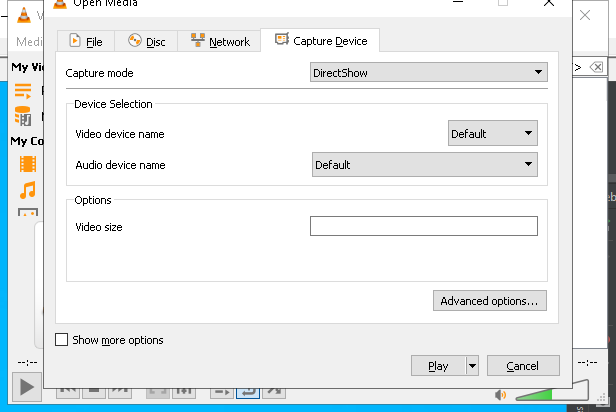 Open Media
V
Medi
File
Disc
Network
Capture Device
My Vi
Capture mode
DirectShow
Device Selection
Video device name
Default
My Co
Audio device name
Default
Options
Video size
Advanced options...
Show more options
--:--
--:--
Play
Cancel